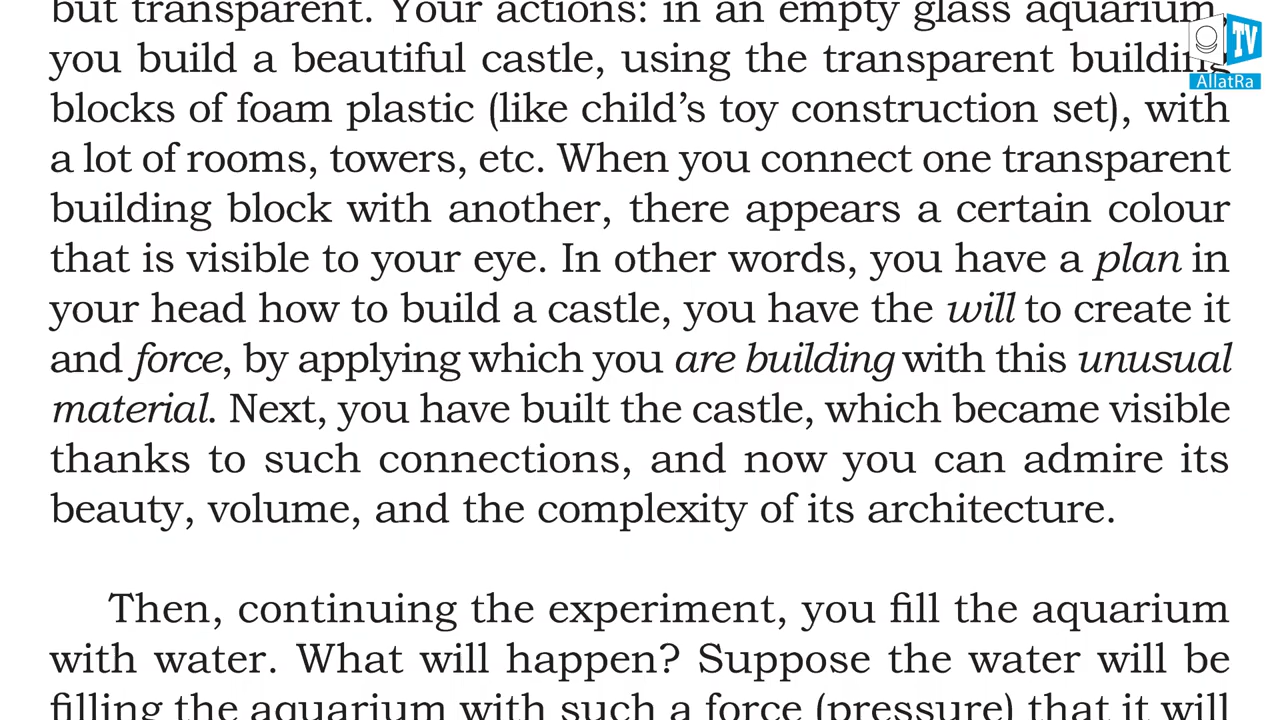 but transparent. Your actions: in an empty glass aquarium,
you build a beautiful castle, using the transparent building
blocks of foam plastic (like child’s toy construction set), with
a lot of rooms, towers, etc. When you connect one transparent
building block with another, there appears a certain colour
that is visible to your eye. In other words, you have a plan in
your head how to build a castle, you have the will to create it
and force, by applying which you are building with this unusual
material. Next, you have built the castle, which became visible
thanks to such connections, and now you can admire its
beauty, volume, and the complexity of its architecture.
Then, continuing the experiment, you fill the aquarium
with water. What will happen? Suppose the water will be
filling the aquarium with such a force (pressure) that it will
TV
AllatRa